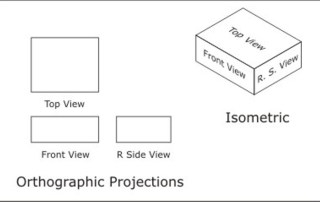 Top View
Front View
R. S. View
Isometric
Top View
Front View R Side View
Orthographic Projections